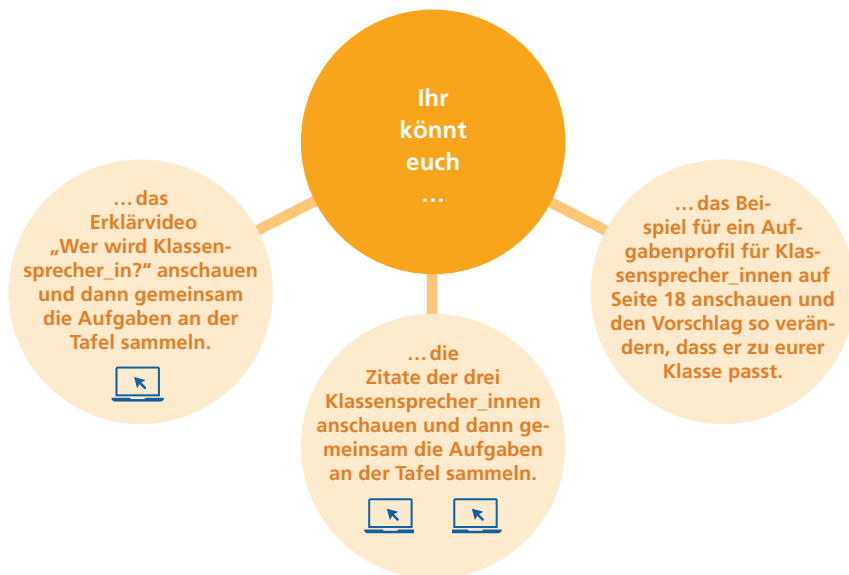 Ihr
könnt
euch
...
...das
Erklärvideo
„Wer wird Klassen-
sprecher_in?“ anschauen
und dann gemeinsam
die Aufgaben an der
Tafel sammeln.
...die
Zitate der drei
Klassensprecher_innen
anschauen und dann ge-
meinsam die Aufgaben
an der Tafel sammeln.
...das Bei-
spiel für ein Auf-
gabenprofil für Klas-
sensprecher_innen auf
Seite 18 anschauen und
den Vorschlag so verän-
dern, dass er zu eurer
Klasse passt.